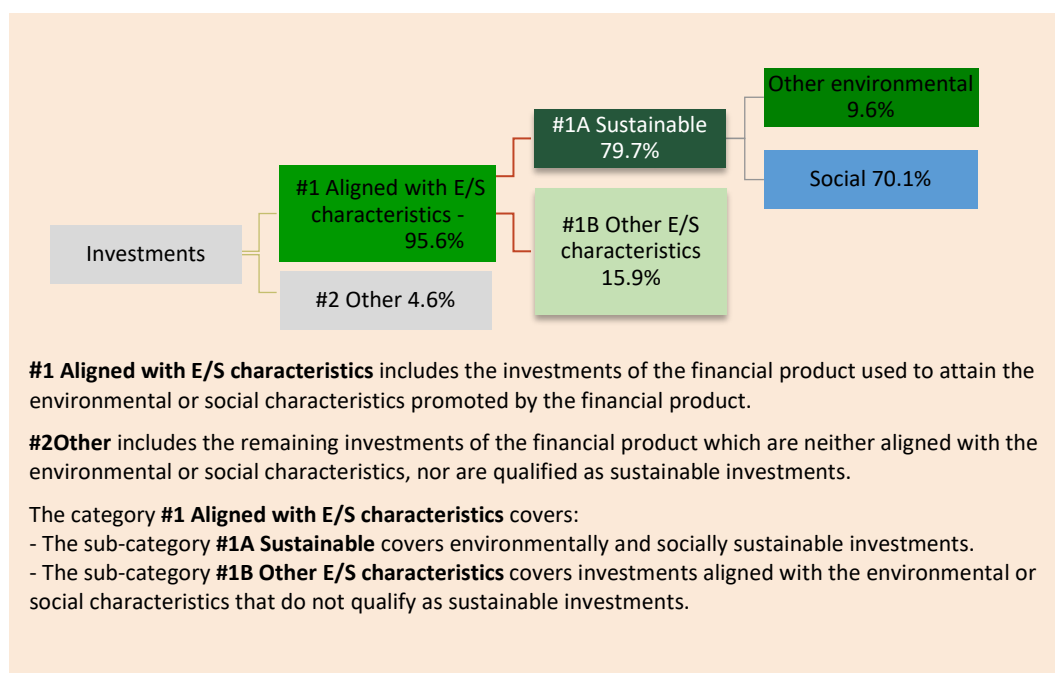 Other environmental
9.6%
#1A Sustainable
79.7%
Social 70.1%
#1 Aligned with E/S
characteristics -
95.6%
#1B Other E/S
characteristics
15.9%
Investments
#2 Other 4.6%
#1 Aligned with E/S characteristics includes the investments of the financial product used to attain the
environmental or social characteristics promoted by the financial product.
#2Other includes the remaining investments of the financial product which are neither aligned with the
environmental or social characteristics, nor are qualified as sustainable investments.
The category #1 Aligned with E/S characteristics covers:
- The sub-category #1A Sustainable covers environmentally and socially sustainable investments.
- The sub-category #1B Other E/S characteristics covers investments aligned with the environmental or
social characteristics that do not qualify as sustainable investments.